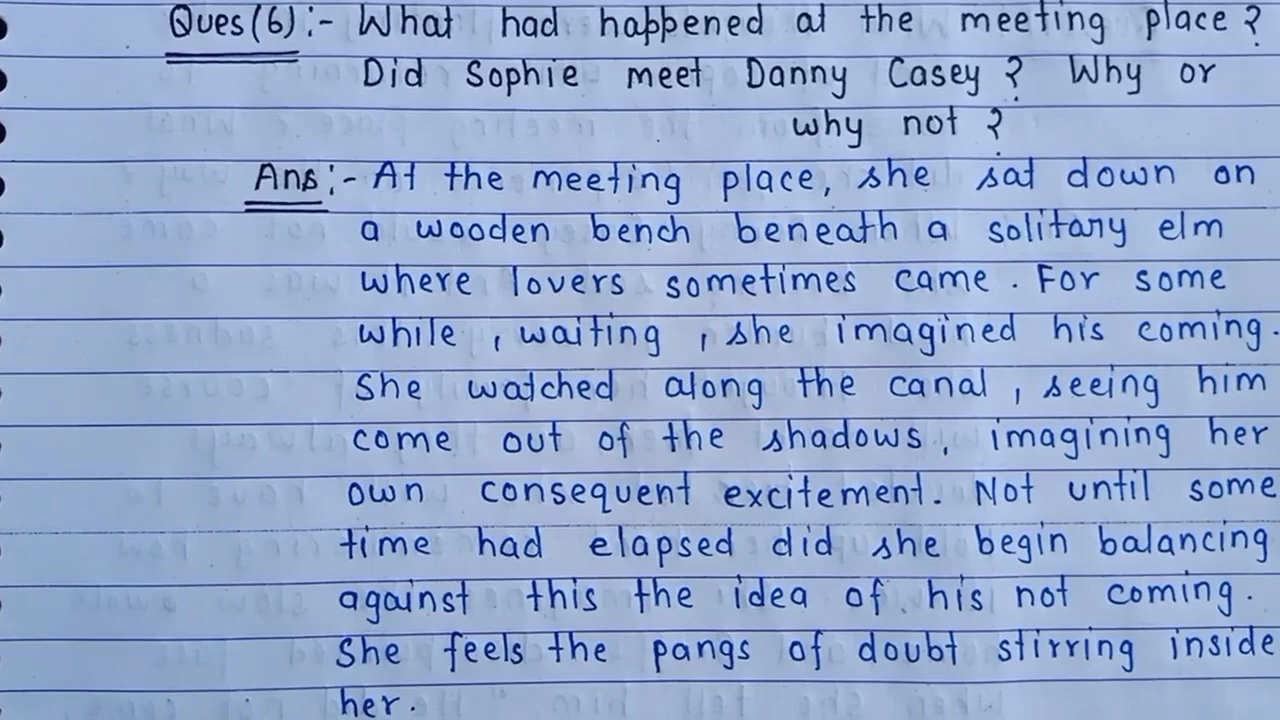 Ques(6):- What had happened at the meeting place?
Did Sophie meet Danny Casey? Why or
why not?
Ans:- At the meeting place, she sat down on
a wooden bench beneath a solitary elm
where lovers sometimes came. For some
while, waiting, she imagined his coming.
She watched along the canal, seeing him
come out of the shadows, imagining her
own consequent excitement. Not until some
time had elapsed did she begin balancing
against this the idea of his not coming.
She feels the pangs of doubt stirring inside
her.